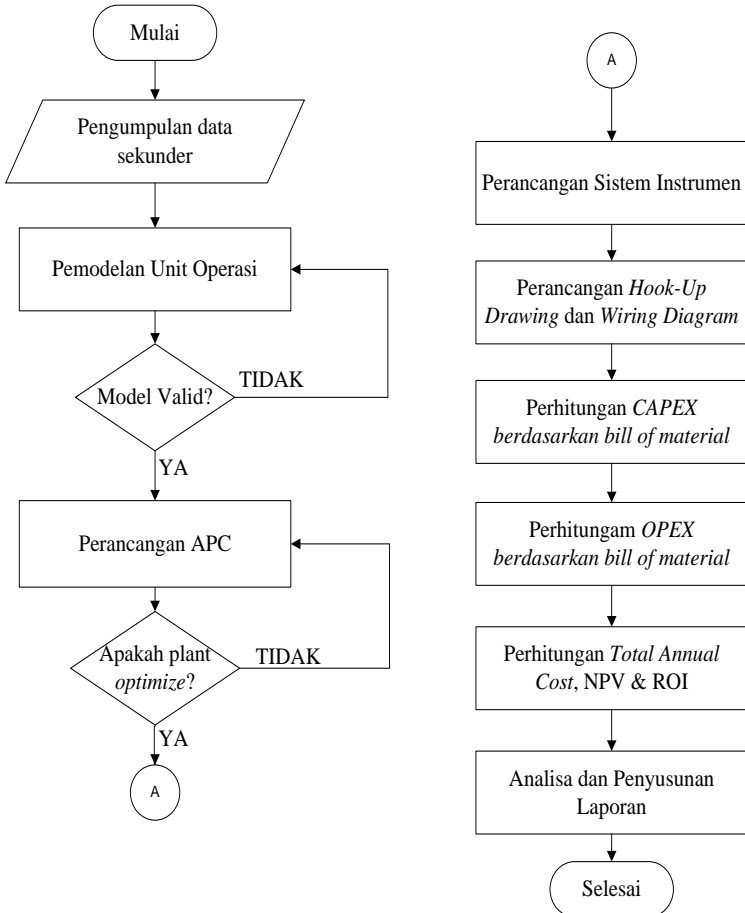 Mulai
Pengumpulan data
sekunder
Pemodelan Unit Operasi
Model Valid?
TIDAK
YA
Perancangan APC
Apakah plant
optimize?
TIDAK
YA
A
A
Perancangan Sistem Instrumen
Perancangan Hook-Up
Drawing dan Wiring Diagram
Perhitungan CAPEX
berdasarkan bill of material
Perhitungam OPEX
berdasarkan bill of material
Perhitungan Total Annual
Cost, NPV & ROI
Analisa dan Penyusunan
Laporan
Selesai